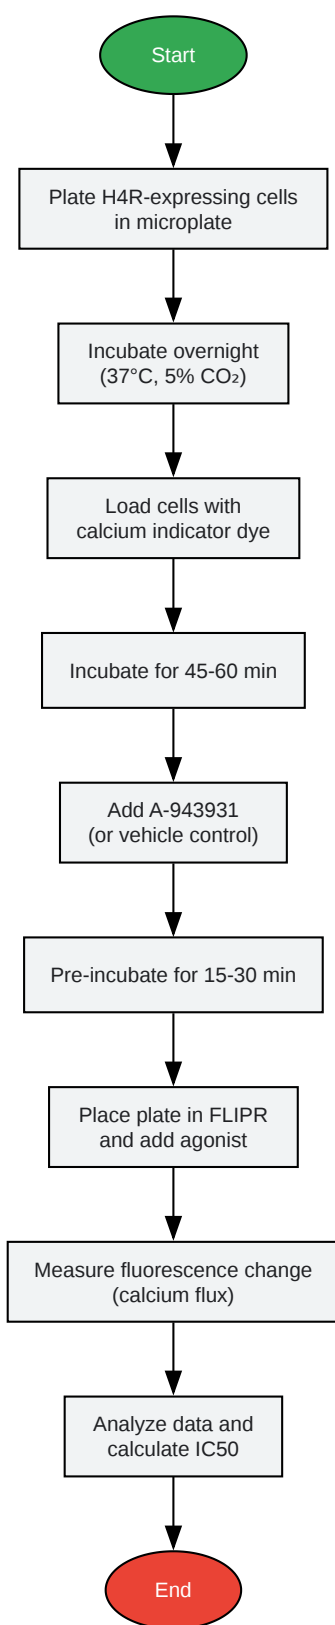 Start
Plate H4R-expressing cells
in microplate
Incubate overnight
(37°C, 5% CO₂)
Load cells with
calcium indicator dye
Incubate for 45-60 min
Add A-943931
(or vehicle control)
Pre-incubate for 15-30 min
Place plate in FLIPR
and add agonist
Measure fluorescence change
(calcium flux)
Analyze data and
calculate IC50
End